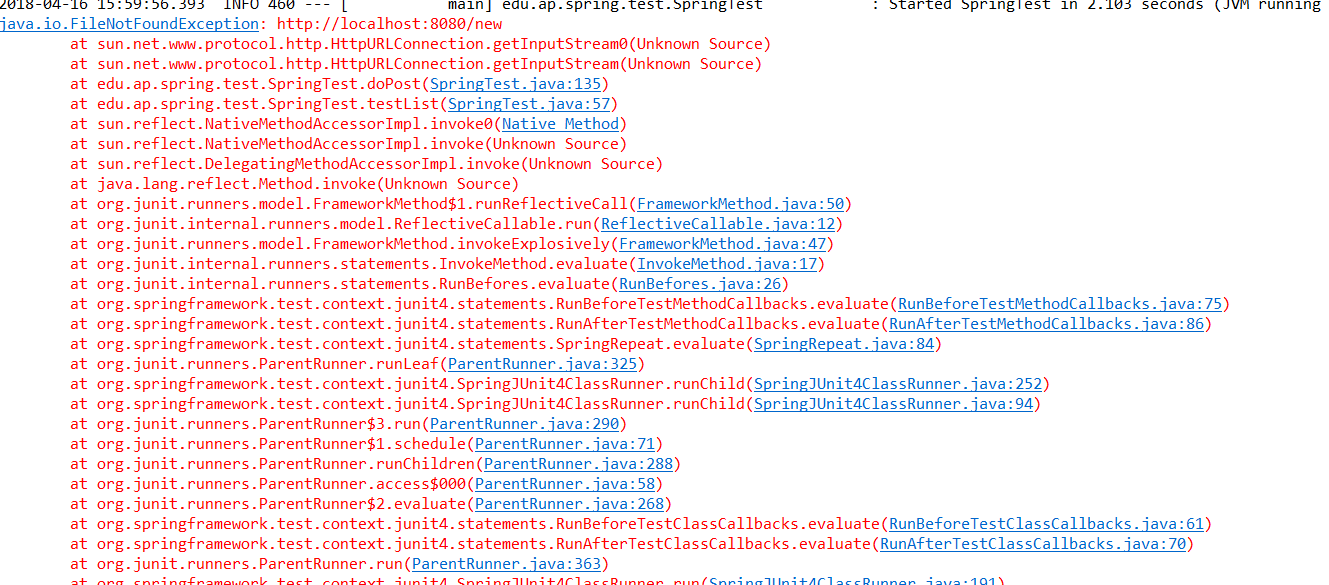 2018-04-16 15:59:56.393  INFO 460 --- [           main] edu.ap.spring.test.SpringTest            : Started SpringTest in 2.103 seconds (JVM running
java.io.FileNotFoundException: http://localhost:8080/new
	at sun.net.www.protocol.http.HttpURLConnection.getInputStream0(Unknown Source)
	at sun.net.www.protocol.http.HttpURLConnection.getInputStream(Unknown Source)
	at edu.ap.spring.test.SpringTest.doPost(SpringTest.java:135)
	at edu.ap.spring.test.SpringTest.testList(SpringTest.java:57)
	at sun.reflect.NativeMethodAccessorImpl.invoke0(Native Method)
	at sun.reflect.NativeMethodAccessorImpl.invoke(Unknown Source)
	at sun.reflect.DelegatingMethodAccessorImpl.invoke(Unknown Source)
	at java.lang.reflect.Method.invoke(Unknown Source)
	at org.junit.runners.model.FrameworkMethod$1.runReflectiveCall(FrameworkMethod.java:50)
	at org.junit.internal.runners.model.ReflectiveCallable.run(ReflectiveCallable.java:12)
	at org.junit.runners.model.FrameworkMethod.invokeExplosively(FrameworkMethod.java:47)
	at org.junit.internal.runners.statements.InvokeMethod.evaluate(InvokeMethod.java:17)
	at org.junit.internal.runners.statements.RunBefores.evaluate(RunBefores.java:26)
	at org.springframework.test.context.junit4.statements.RunBeforeTestMethodCallbacks.evaluate(RunBeforeTestMethodCallbacks.java:75)
	at org.springframework.test.context.junit4.statements.RunAfterTestMethodCallbacks.evaluate(RunAfterTestMethodCallbacks.java:86)
	at org.springframework.test.context.junit4.statements.SpringRepeat.evaluate(SpringRepeat.java:84)
	at org.junit.runners.ParentRunner.runLeaf(ParentRunner.java:325)
	at org.springframework.test.context.junit4.SpringJUnit4ClassRunner.runChild(SpringJUnit4ClassRunner.java:252)
	at org.springframework.test.context.junit4.SpringJUnit4ClassRunner.runChild(SpringJUnit4ClassRunner.java:94)
	at org.junit.runners.ParentRunner$3.run(ParentRunner.java:290)
	at org.junit.runners.ParentRunner$1.schedule(ParentRunner.java:71)
	at org.junit.runners.ParentRunner.runChildren(ParentRunner.java:288)
	at org.junit.runners.ParentRunner.access$000(ParentRunner.java:58)
	at org.junit.runners.ParentRunner$2.evaluate(ParentRunner.java:268)
	at org.springframework.test.context.junit4.statements.RunBeforeTestClassCallbacks.evaluate(RunBeforeTestClassCallbacks.java:61)
	at org.springframework.test.context.junit4.statements.RunAfterTestClassCallbacks.evaluate(RunAfterTestClassCallbacks.java:70)
	at org.junit.runners.ParentRunner.run(ParentRunner.java:363)
	at org.springframework.test.context.junit4.SpringJUnit4ClassRunner.run(SpringJUnit4ClassRunner.java:191)